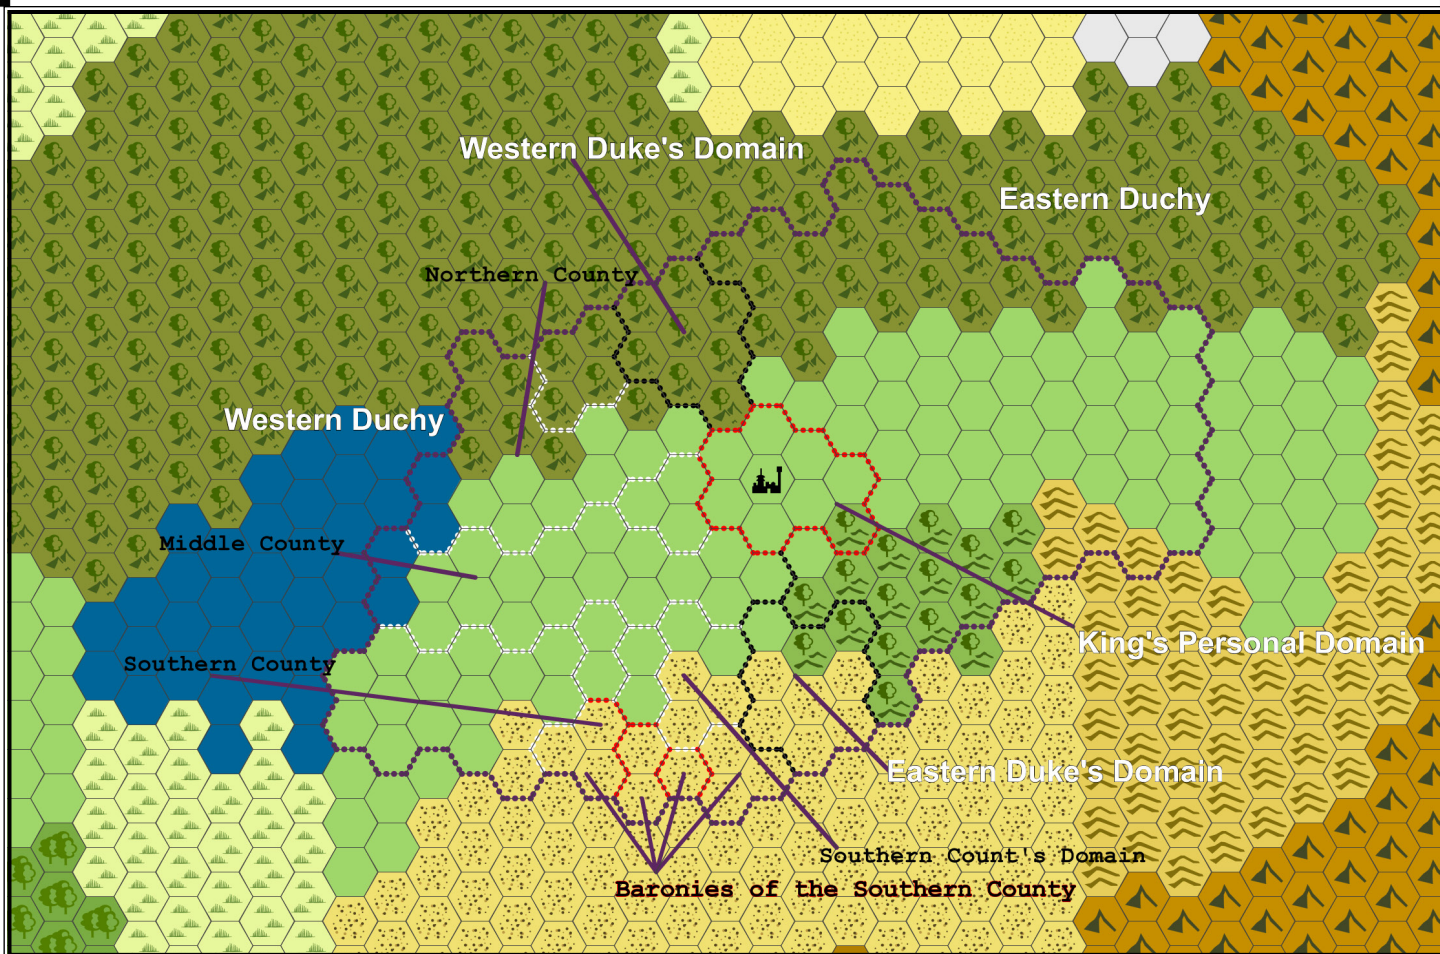 Western Duke's Domain
Eastern Duchy
Northern County
Western Duchy
Middle County
King's Personal Domain
Southern County
Eastern Duke's Domain
Southern Count's Domain
Baronies of the Southern County